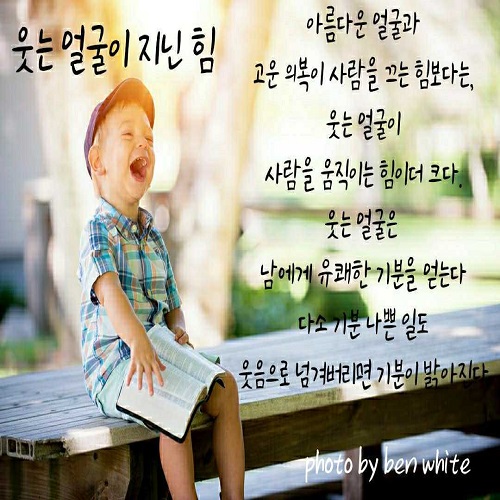 웃는 얼굴이 지닌 힘
아름다운 얼굴과
고운 의복이 사람을 끄는 힘보다는,
웃는 얼굴이
사람을 움직이는 힘이더 크다.
웃는 얼굴은
남에게 유쾌한 기분을 얻는다
다소 기분 나쁜 일도
웃음으로 넘겨버리면 기분이 밝아진다
photo by ben white